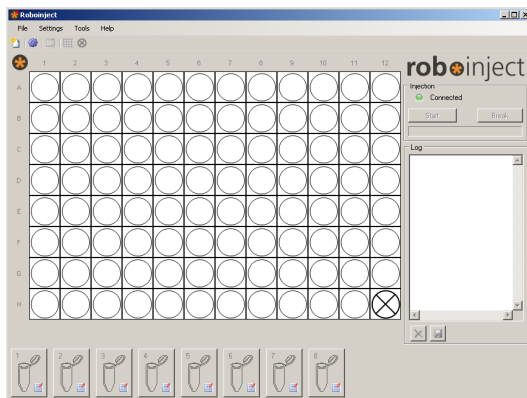 Roboinject
File Settings Tools Help
1 2 3 4 5 6 7 8 9 10 11 12
roboinject
A
B
C
D
E
F
G
H
Injection
Connected
Start Break
Log
1 2 3 4 5 6 7 8